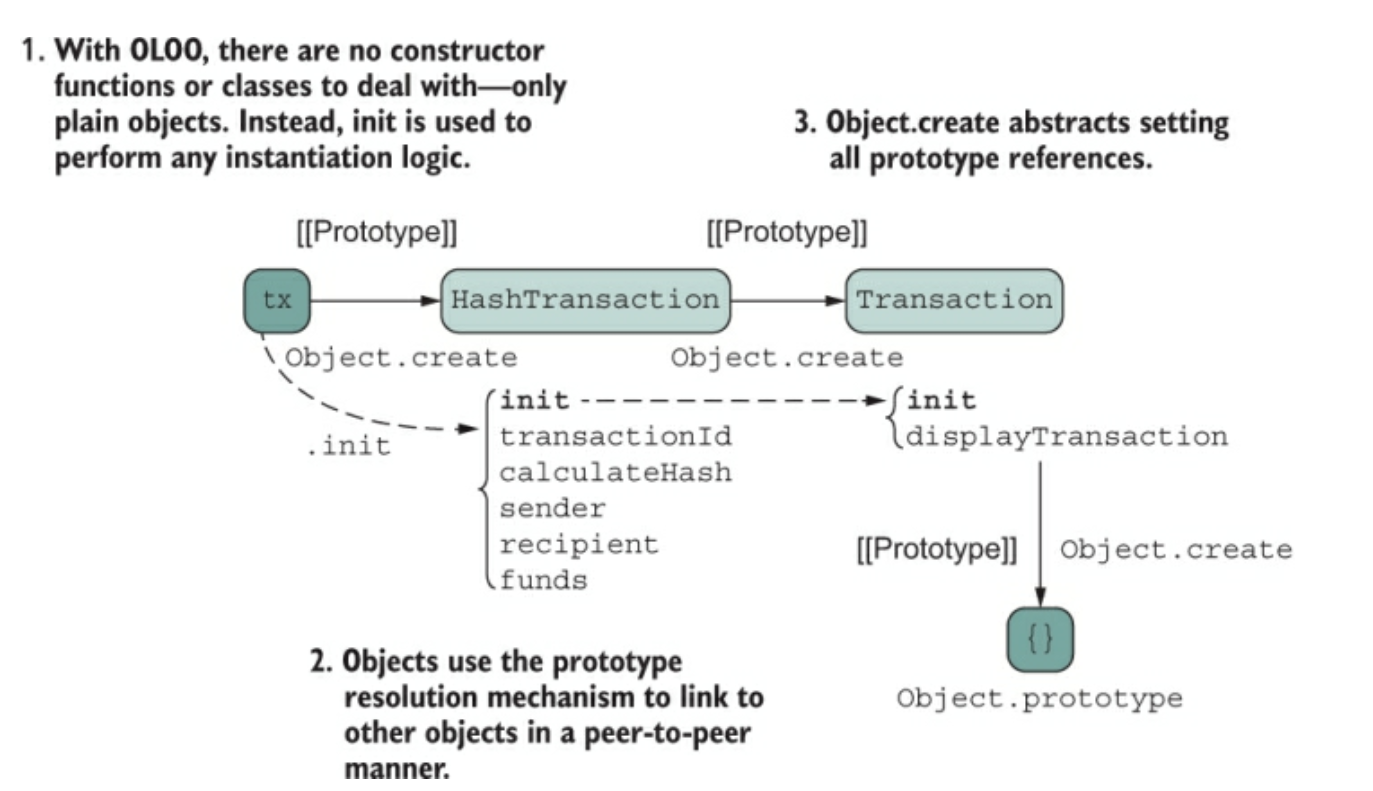 1. With OLOO, there are no constructor
functions or classes to deal with—only
plain objects. Instead, init is used to
perform any instantiation logic.
3. Object.create abstracts setting
all prototype references.
[[Prototype]]
[[Prototype]]
tx
HashTransaction
Transaction
Object.create
Object.create
.init
init
transactionId
calculateHash
sender
recipient
funds
init
displayTransaction
[[Prototype]]
Object.create
{}
Object.prototype
2. Objects use the prototype
resolution mechanism to link to
other objects in a peer-to-peer
manner.